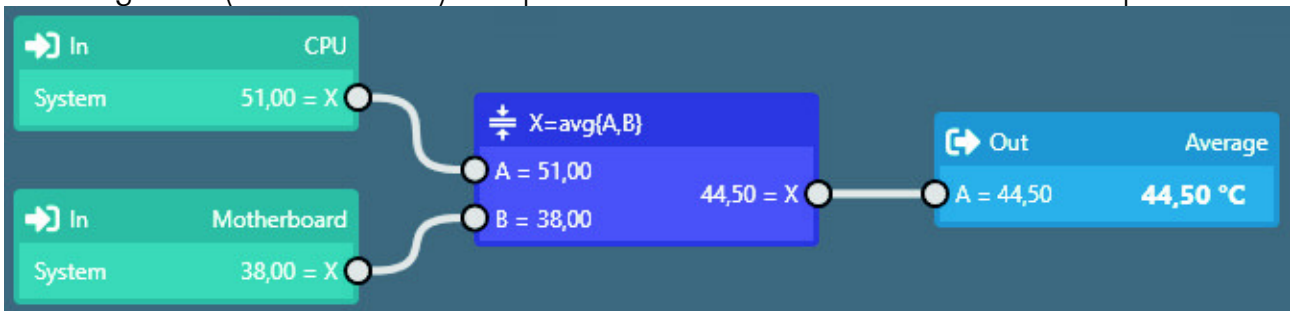 In CPU
System 51,00 = X
In Motherboard
System 38,00 = X
X=avg{A,B}
A = 51,00
44,50 = X
B = 38,00
Out Average
A = 44,50 44,50 °C